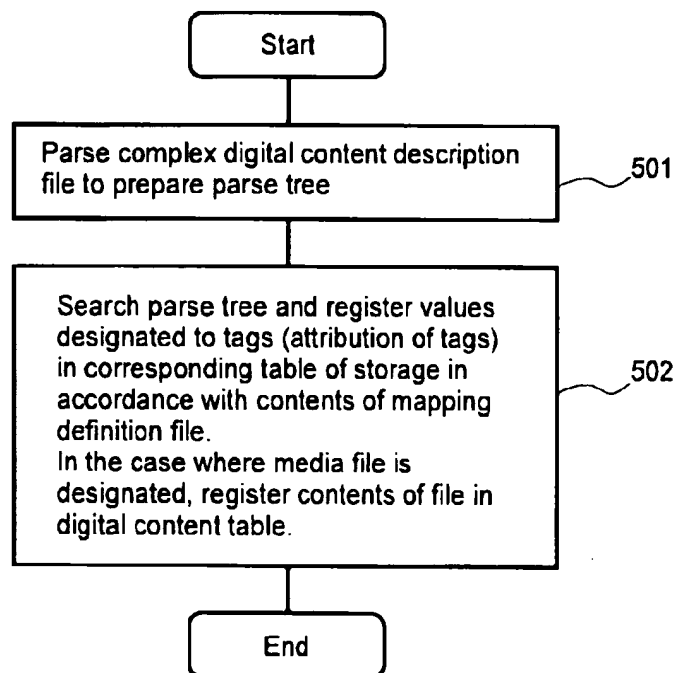 Start
Parse complex digital content description
file to prepare parse tree
501
Search parse tree and register values
designated to tags (attribution of tags)
in corresponding table of storage in
accordance with contents of mapping
definition file.
In the case where media file is
designated, register contents of file in
digital content table.
502
End